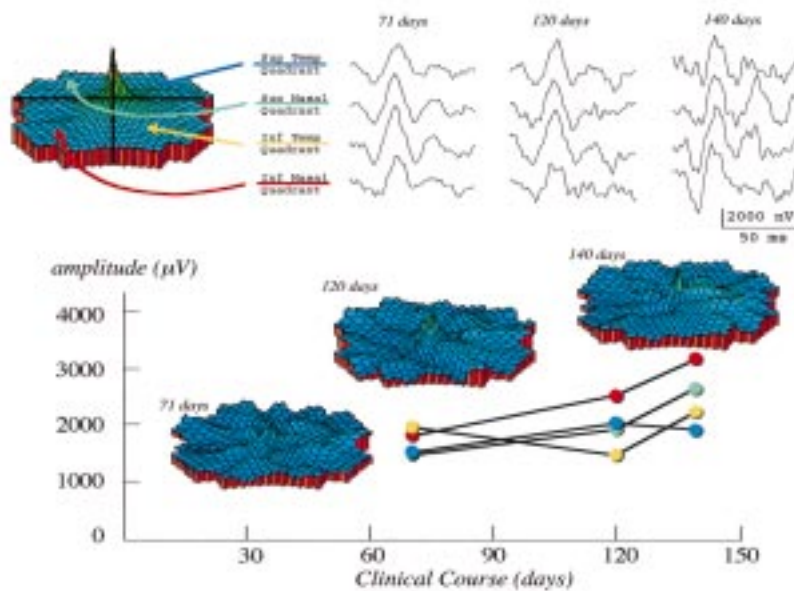 71 days
120 days
140 days
Sup Temp
Quadrant
Sup Nasal
Quadrant
Inf Temp
Quadrant
Inf Nasal
Quadrant
2000 nV
50 ms
amplitude (µV)
140 days
120 days
71 days
4000
3000
2000
1000
0
30
60
90
120
150
Clinical Course (days)